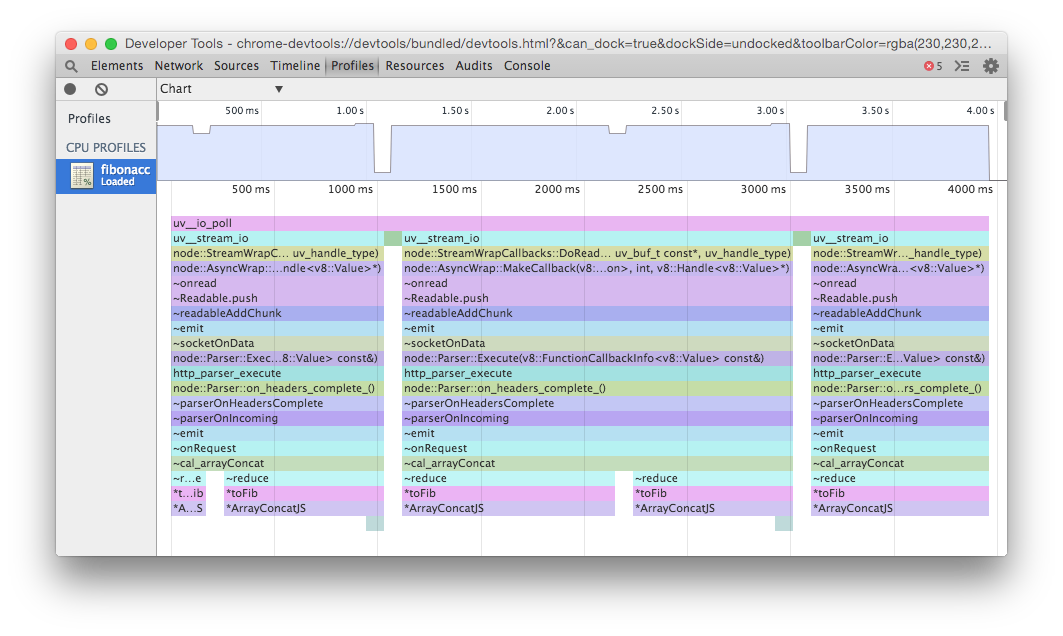 Developer Tools - chrome-devtools://devtools/bundled/devtools.html?&can_dock=true&dockSide=undocked&toolbarColor=rgba(230,230,2…
Elements Network Sources Timeline Profiles Resources Audits Console 5
Chart ▼
500 ms 1.00 s 1.50 s 2.00 s 2.50 s 3.00 s 3.50 s 4.00 s
Profiles
CPU PROFILES
fibonacc
Loaded
%
500 ms 1000 ms 1500 ms 2000 ms 2500 ms 3000 ms 3500 ms 4000 ms
uv__io_poll
uv__stream_io uv__stream_io uv__stream_io
node::StreamWrapC… uv_handle_type) node::StreamWrapCallbacks::DoRead… uv_buf_t const*, uv_handle_type) node::StreamWr…_handle_type)
node::AsyncWrap::…ndle<v8::Value>*) node::AsyncWrap::MakeCallback(v8:…on>, int, v8::Handle<v8::Value>*) node::AsyncWra…<v8::Value>*)
~onread ~onread ~onread
~Readable.push ~Readable.push ~Readable.push
~readableAddChunk ~readableAddChunk ~readableAddChunk
~emit ~emit ~emit
~socketOnData ~socketOnData ~socketOnData
node::Parser::Exec…8::Value> const&) node::Parser::Execute(v8::FunctionCallbackInfo<v8::Value> const&) node::Parser::E…Value> const&)
http_parser_execute http_parser_execute http_parser_execute
node::Parser::on_headers_complete_() node::Parser::on_headers_complete_() node::Parser::o…rs_complete_()
~parserOnHeadersComplete ~parserOnHeadersComplete ~parserOnHeadersComplete
~parserOnIncoming ~parserOnIncoming ~parserOnIncoming
~emit ~emit ~emit
~onRequest ~onRequest ~onRequest
~cal_arrayConcat ~cal_arrayConcat ~cal_arrayConcat
~r…e ~reduce ~reduce ~reduce ~reduce
*t…ib *toFib *toFib *toFib *toFib
*A…S *ArrayConcatJS *ArrayConcatJS *ArrayConcatJS *ArrayConcatJS